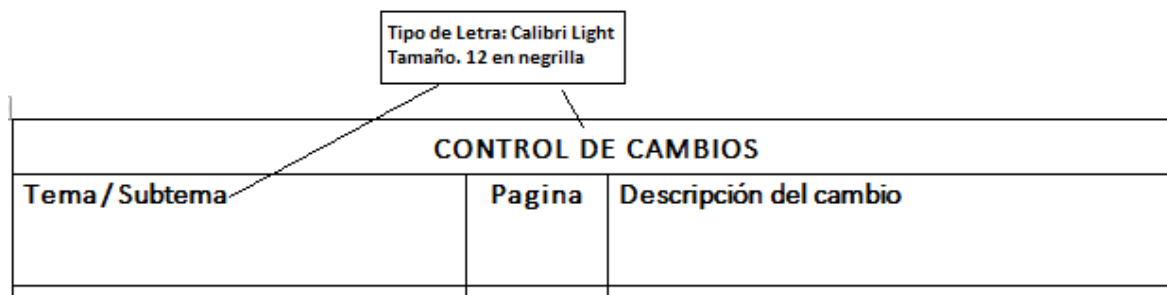 Tipo de Letra: Calibri Light
Tamaño. 12 en negrilla
CONTROL DE CAMBIOS
Tema / Subtema
Pagina
Descripción del cambio